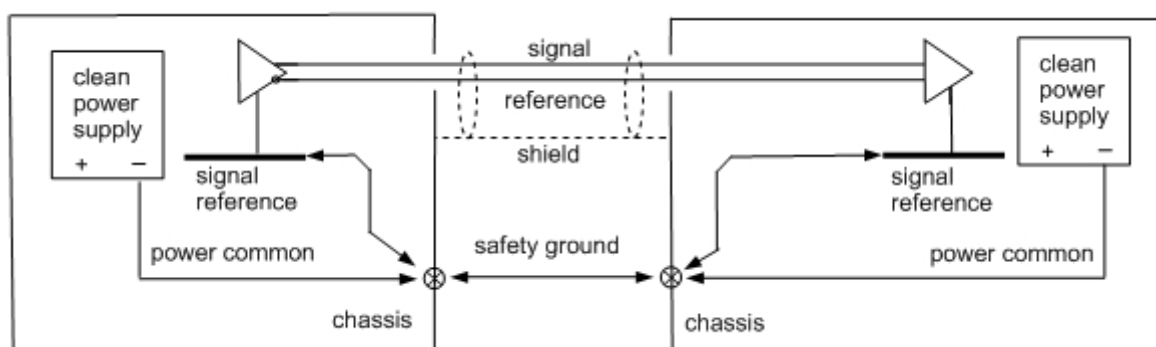 clean
power
supply
+ −
signal
reference
power common
chassis
signal
reference
shield
safety ground
clean
power
supply
+ −
signal
reference
power common
chassis